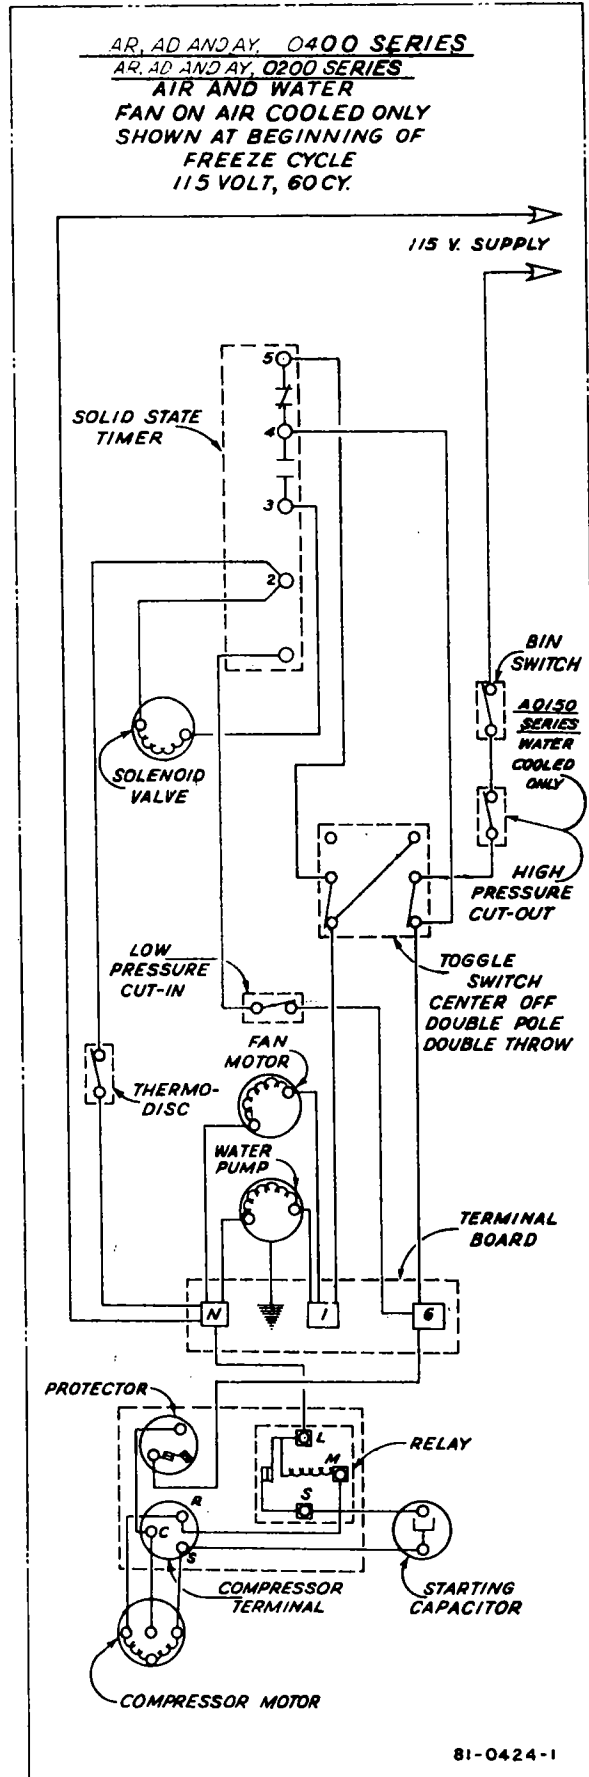 AR, AD AND AY, 0400 SERIES
AR, AD AND AY, 0200 SERIES
AIR AND WATER
FAN ON AIR COOLED ONLY
SHOWN AT BEGINNING OF
FREEZE CYCLE
115 VOLT, 60 CY.
115 V. SUPPLY
5
SOLID STATE
TIMER
4
3
2
BIN
SWITCH
AD150
SERIES
WATER
COOLED
ONLY
SOLENOID
VALVE
HIGH
PRESSURE
CUT-OUT
LOW
PRESSURE
CUT-IN
TOGGLE
SWITCH
CENTER OFF
DOUBLE POLE
DOUBLE THROW
FAN
MOTOR
THERMO-
DISC
WATER
PUMP
TERMINAL
BOARD
N
1
6
PROTECTOR
L
RELAY
M
S
R
C
S
COMPRESSOR
TERMINAL
STARTING
CAPACITOR
COMPRESSOR MOTOR
81-0424-1